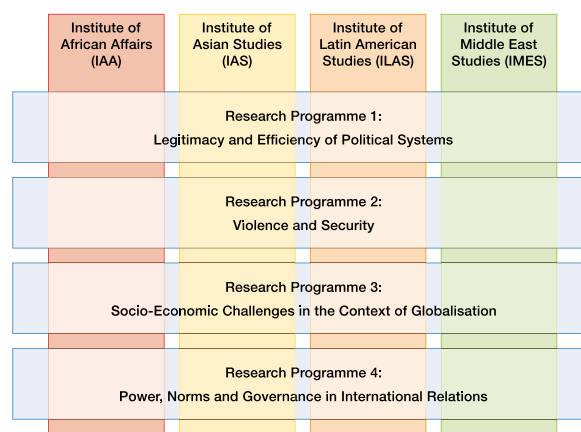 Institute of
African Affairs
(IAA)
Institute of
Asian Studies
(IAS)
Institute of
Latin American
Studies (ILAS)
Institute of
Middle East
Studies (IMES)
Research Programme 1:
Legitimacy and Efficiency of Political Systems
Research Programme 2:
Violence and Security
Research Programme 3:
Socio-Economic Challenges in the Context of Globalisation
Research Programme 4:
Power, Norms and Governance in International Relations